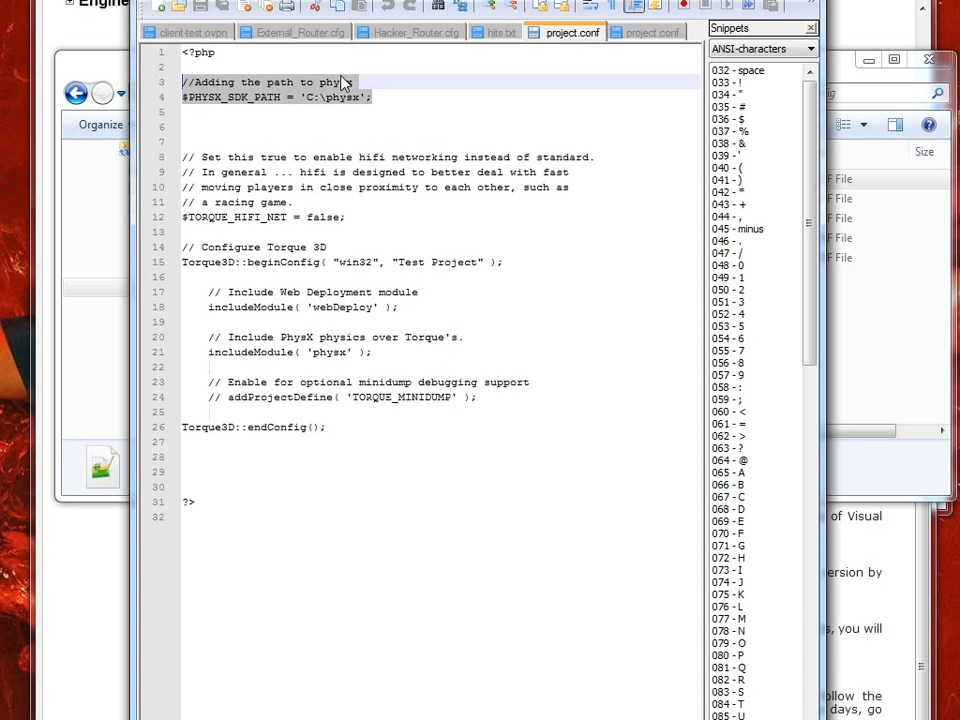 Engine
client-test.ovpn
External_Router.cfg
Hacker_Router.cfg
hits.txt
project.conf
project.conf
Snippets
ANSI-characters
1 <?php
2
3 //Adding the path to physx
4 $PHYSX_SDK_PATH = 'C:\physx';
5
6
7
8 // Set this true to enable hifi networking instead of standard.
9 // In general ... hifi is designed to better deal with fast
10 // moving players in close proximity to each other, such as
11 // a racing game.
12 $TORQUE_HIFI_NET = false;
13
14 // Configure Torque 3D
15 Torque3D::beginConfig( "win32", "Test Project" );
16
17 // Include Web Deployment module
18 includeModule( 'webDeploy' );
19
20 // Include PhysX physics over Torque's.
21 includeModule( 'physx' );
22
23 // Enable for optional minidump debugging support
24 // addProjectDefine( 'TORQUE_MINIDUMP' );
25
26 Torque3D::endConfig();
27
28
29
30
31 ?>
32
032 - space
033 - !
034 - "
035 - #
036 - $
037 - %
038 - &
039 - '
040 - (
041 - )
042 - *
043 - +
044 - ,
045 - minus
046 - .
047 - /
048 - 0
049 - 1
050 - 2
051 - 3
052 - 4
053 - 5
054 - 6
055 - 7
056 - 8
057 - 9
058 - :
059 - ;
060 - <
061 - =
062 - >
063 - ?
064 - @
065 - A
066 - B
067 - C
068 - D
069 - E
070 - F
071 - G
072 - H
073 - I
074 - J
075 - K
076 - L
077 - M
078 - N
079 - O
080 - P
081 - Q
082 - R
083 - S
084 - T
085 - U
Organize
ig
Size
F File
F File
F File
F File
F File
of Visual
ersion by
s, you will
ollow the
days, go